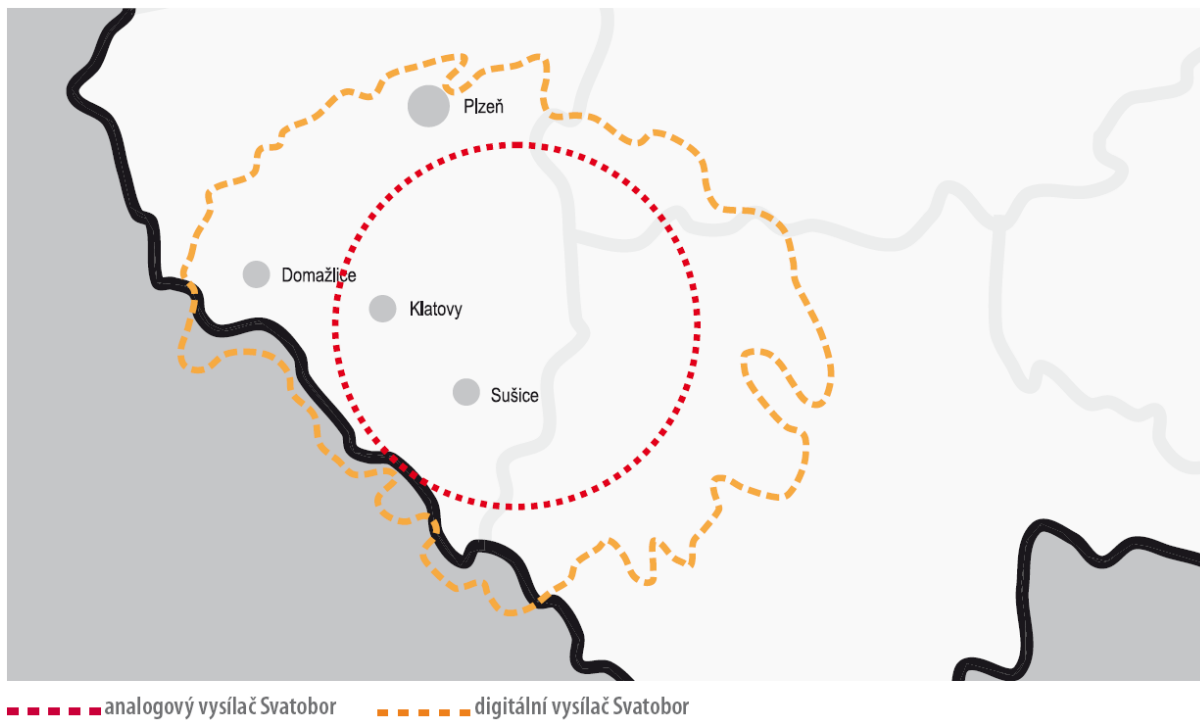 Plzeň
Domažlice
Klatovy
Sušice
analogový vysílač Svatobor
digitální vysílač Svatobor